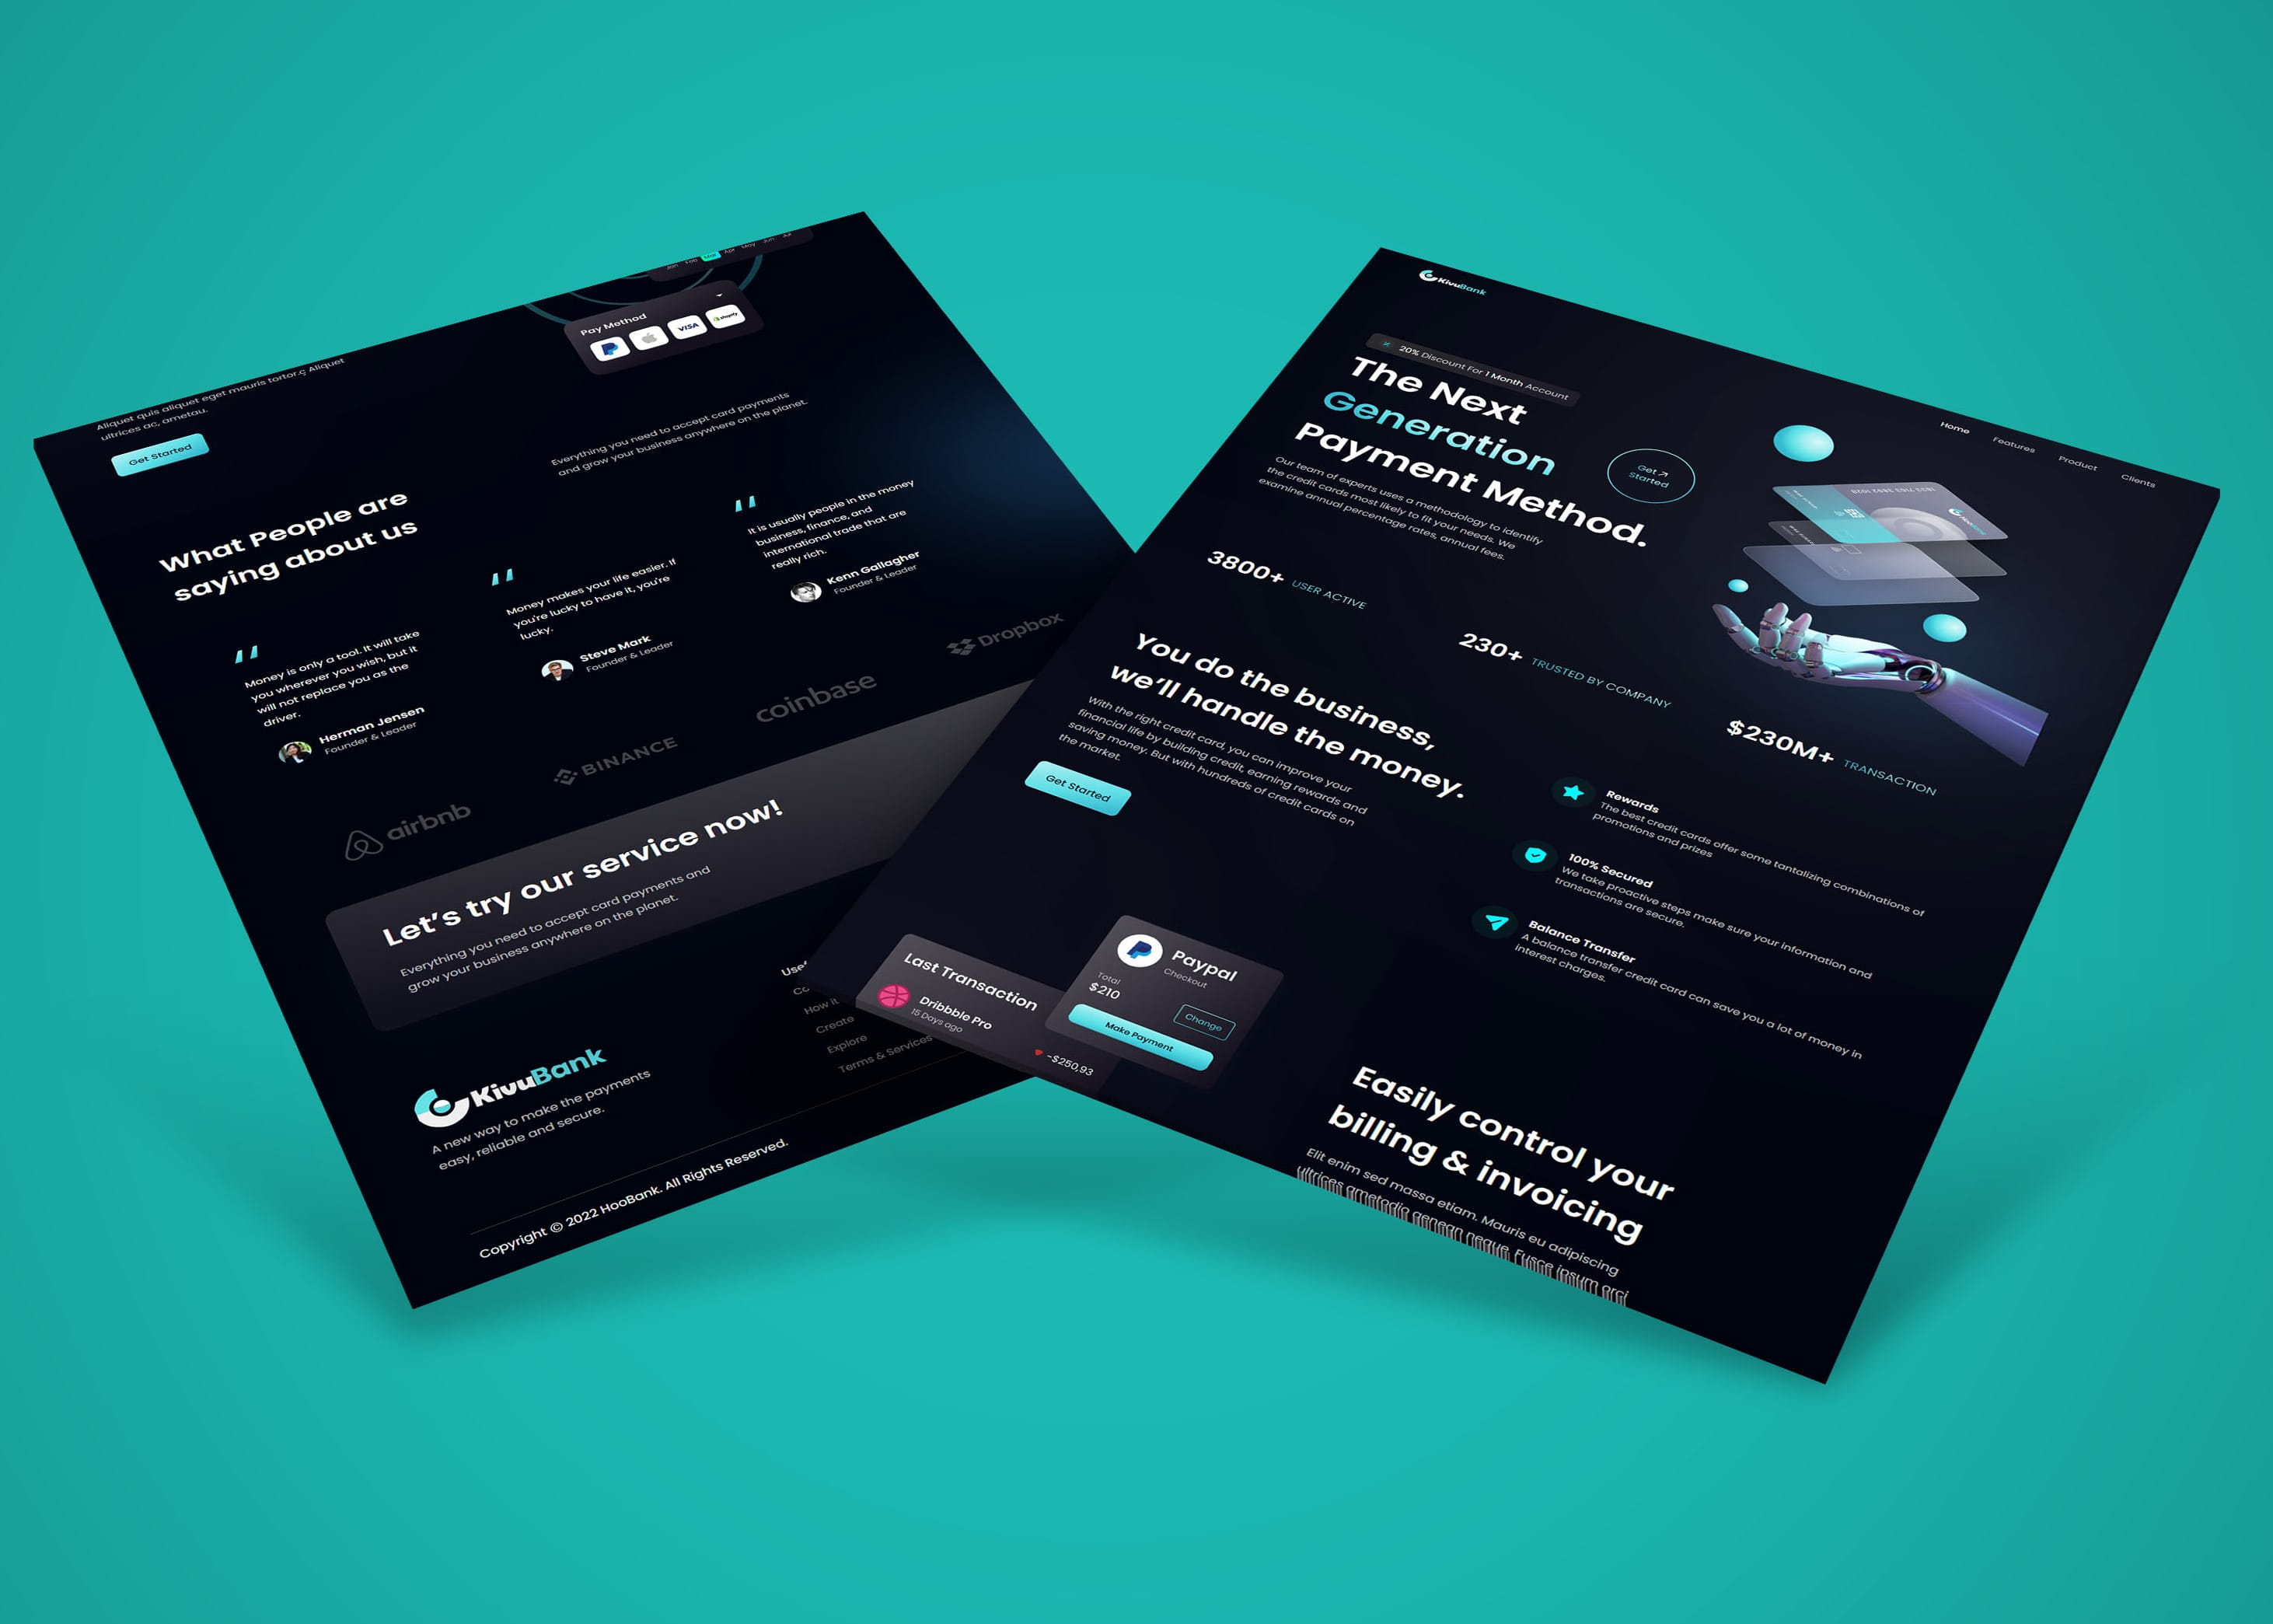 Jan Feb Mar Apr May Jun Jul
Pay Method
VISA
shopify
Aliquet quis aliquet eget mauris tortor.ç Aliquet
ultrices ac, ametau.
Get Started
Everything you need to accept card payments
and grow your business anywhere on the planet.
What People are
saying about us
"
Money is only a tool. It will take
you wherever you wish, but it
will not replace you as the
driver.
Herman Jensen
Founder & Leader
"
Money makes your life easier. If
you're lucky to have it, you're
lucky.
Steve Mark
Founder & Leader
"
It is usually people in the money
business, finance, and
international trade that are
really rich.
Kenn Gallagher
Founder & Leader
airbnb
BINANCE
coinbase
Dropbox
Let's try our service now!
Everything you need to accept card payments and
grow your business anywhere on the planet.
KivuBank
A new way to make the payments
easy, reliable and secure.
How it
Create
Explore
Terms & Services
Copyright © 2022 HooBank. All Rights Reserved.
KivuBank
Home
Features
Product
Clients
20% Discount For 1 Month Account
The Next
Generation
Payment Method.
Get
Started
Our team of experts uses a methodology to identify
the credit cards most likely to fit your needs. We
examine annual percentage rates, annual fees.
HooBank
3800+ USER ACTIVE
230+ TRUSTED BY COMPANY
$230M+ TRANSACTION
You do the business,
we'll handle the money.
With the right credit card, you can improve your
financial life by building credit, earning rewards and
saving money. But with hundreds of credit cards on
the market.
Get Started
Rewards
The best credit cards offer some tantalizing combinations of
promotions and prizes
100% Secured
We take proactive steps make sure your information and
transactions are secure.
Balance Transfer
A balance transfer credit card can save you a lot of money in
interest charges.
Last Transaction
Dribbble Pro
15 Days ago
-$250,93
Paypal
Checkout
Total
$210
Change
Make Payment
Easily control your
billing & invoicing
Elit enim sed massa etiam. Mauris eu adipiscing
ultrices ametodio aenean neque. Fusce ipsum orci